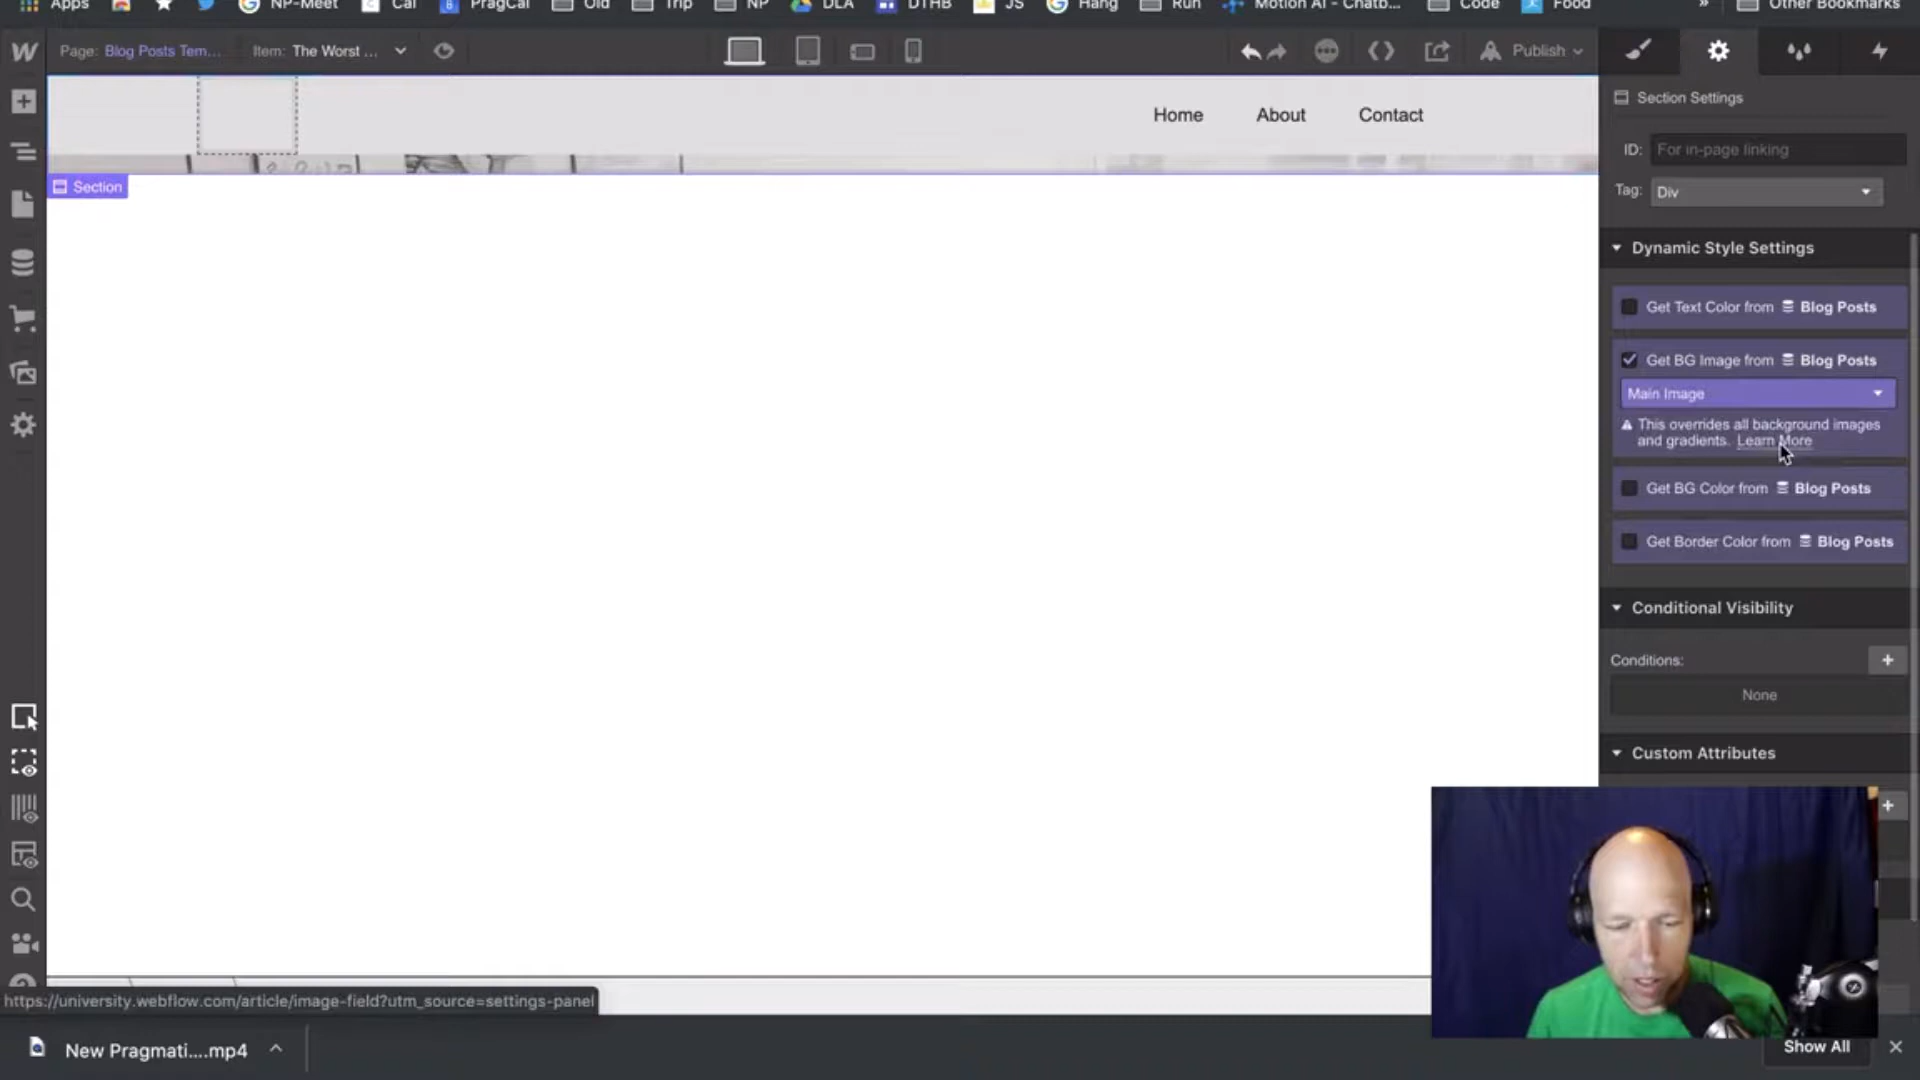 Apps NP-Meet Cal PragCal Old Trip NP DLA DTHB JS Hang Run Motion AI - Chatb... Code Food » Other Bookmarks
Page: Blog Posts Tem... Item: The Worst ... Publish
Home About Contact
Section
Section Settings
ID: For in-page linking
Tag: Div
Dynamic Style Settings
Get Text Color from Blog Posts
Get BG Image from Blog Posts
Main Image
This overrides all background images
and gradients. Learn More
Get BG Color from Blog Posts
Get Border Color from Blog Posts
Conditional Visibility
Conditions:
None
Custom Attributes
https://university.webflow.com/article/image-field?utm_source=settings-panel
New Pragmati....mp4
Show All